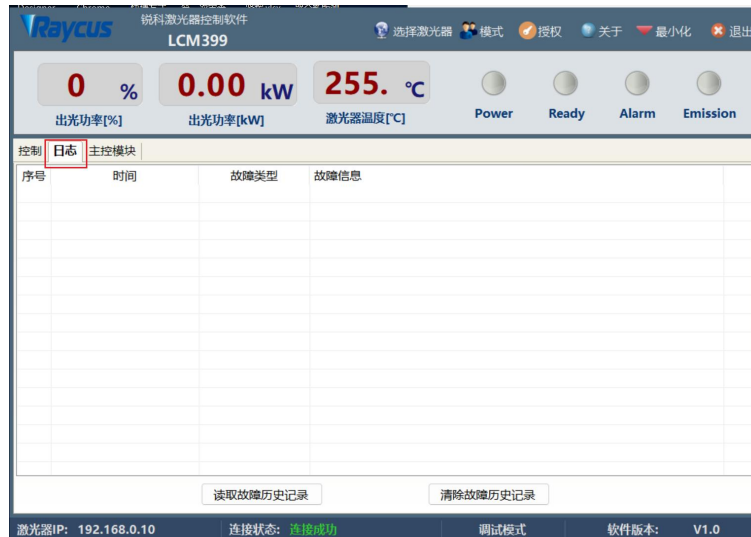 Raycus
锐科激光器控制软件
LCM399
选择激光器 模式 授权 关于 最小化 退出
0 % 0.00 kW 255. ℃
出光功率[%] 出光功率[kW] 激光器温度[℃] Power Ready Alarm Emission
控制 日志 主控模块
序号 时间 故障类型 故障信息
读取故障历史记录 清除故障历史记录
激光器IP: 192.168.0.10 连接状态: 连接成功 调试模式 软件版本: V1.0